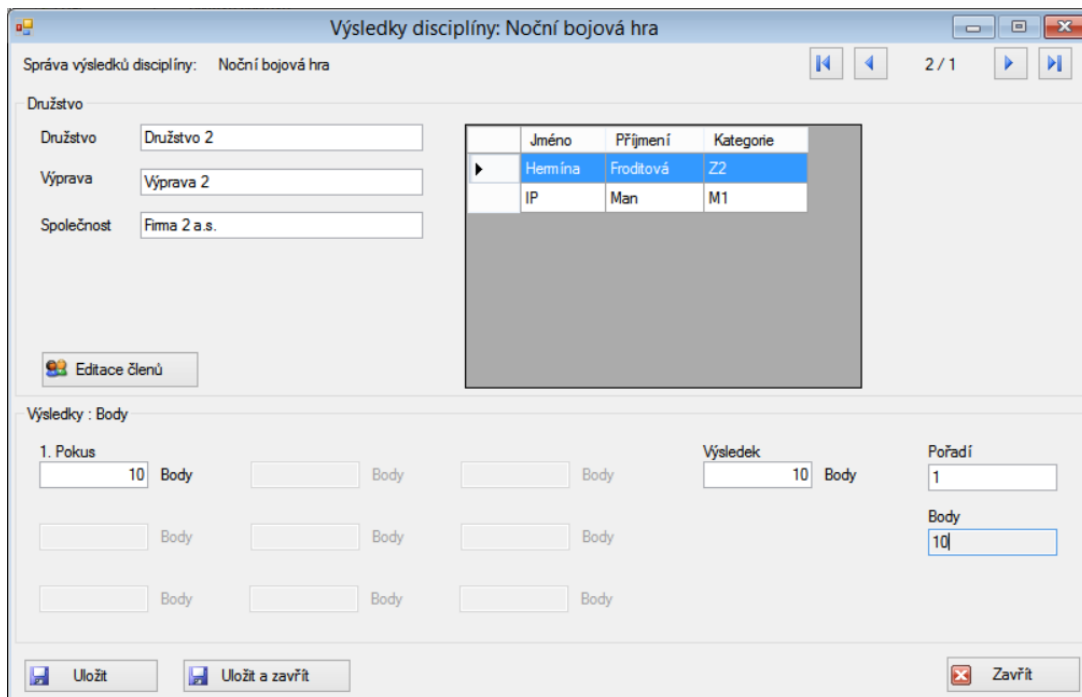 Výsledky disciplíny: Noční bojová hra
Správa výsledků disciplíny: Noční bojová hra
2 / 1
Družstvo
Družstvo Družstvo 2
Výprava Výprava 2
Společnost Firma 2 a.s.
Jméno Příjmení Kategorie
Hermína Froditová Z2
IP Man M1
Editace členů
Výsledky : Body
1. Pokus Výsledek Pořadí
10 Body Body Body 10 Body 1
Body
Body Body Body 10
Body Body Body
Uložit Uložit a zavřít Zavřít